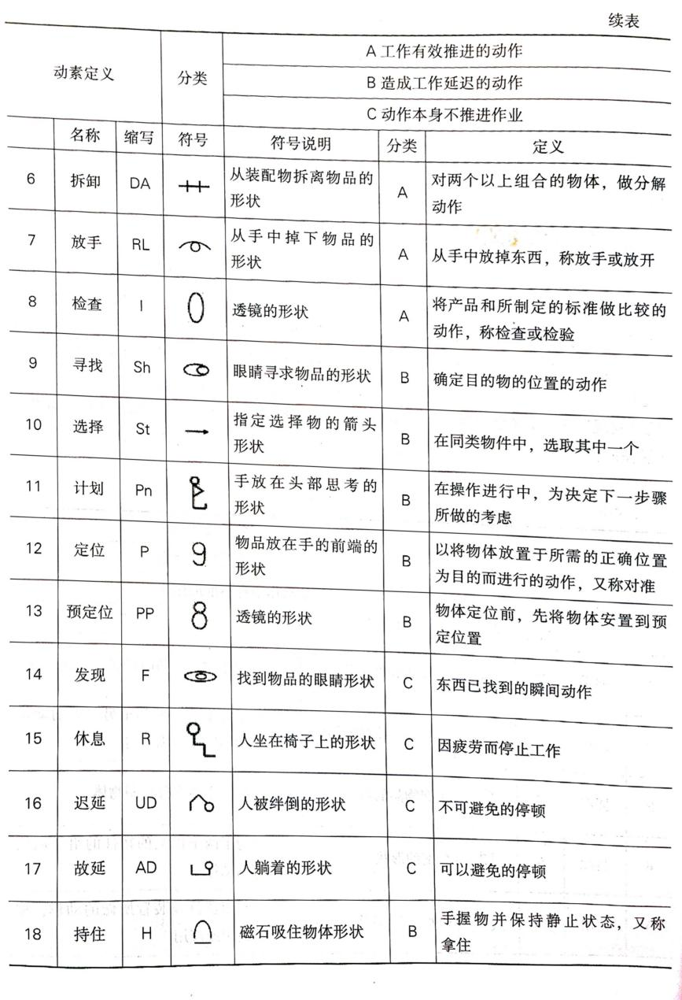 续表
动素定义
分类
A 工作有效推进的动作
B 造成工作延迟的动作
C 动作本身不推进作业
名称 缩写 符号 符号说明 分类 定义
6 拆卸 DA 从装配物拆离物品的
形状 A 对两个以上组合的物体，做分解
动作
7 放手 RL 从手中掉下物品的
形状 A 从手中放掉东西，称放手或放开
8 检查 I 透镜的形状 A 将产品和所制定的标准做比较的
动作，称检查或检验
9 寻找 Sh 眼睛寻求物品的形状 B 确定目的物的位置的动作
10 选择 St 指定选择物的箭头
形状 B 在同类物件中，选取其中一个
11 计划 Pn 手放在头部思考的
形状 B 在操作进行中，为决定下一步骤
所做的考虑
12 定位 P 物品放在手的前端的
形状 B 以将物体放置于所需的正确位置
为目的而进行的动作，又称对准
13 预定位 PP 透镜的形状 B 物体定位前，先将物体安置到预
定位置
14 发现 F 找到物品的眼睛形状 C 东西已找到的瞬间动作
15 休息 R 人坐在椅子上的形状 C 因疲劳而停止工作
16 迟延 UD 人被绊倒的形状 C 不可避免的停顿
17 故延 AD 人躺着的形状 C 可以避免的停顿
18 持住 H 磁石吸住物体形状 B 手握物并保持静止状态，又称
拿住